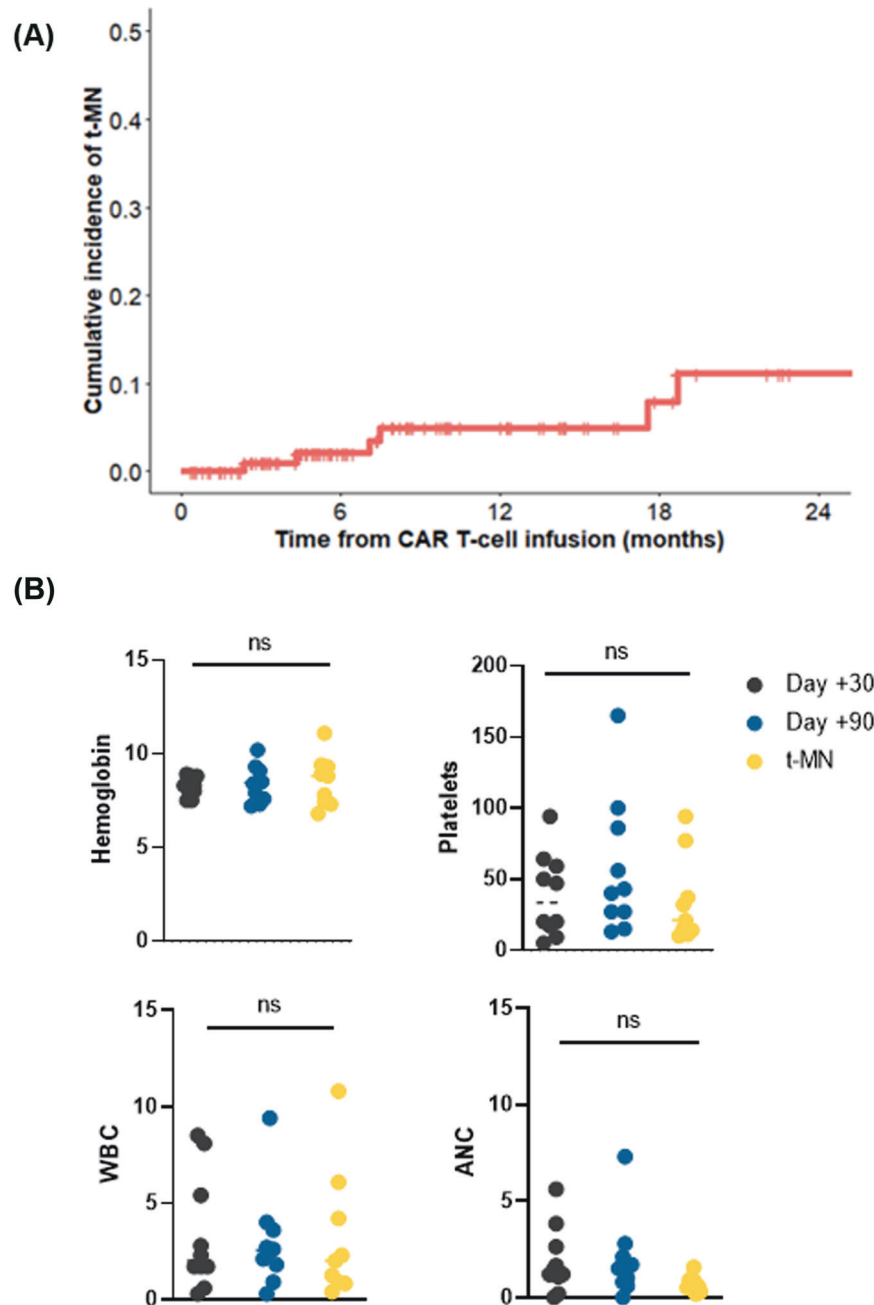 (A)
Cumulative incidence of t-MN
0.5
0.4
0.3
0.2
0.1
0.0
0 6 12 18 24
Time from CAR T-cell infusion (months)
(B)
Hemoglobin
15
10
5
0
ns
Platelets
200
150
100
50
0
ns
Day +30
Day +90
t-MN
WBC
15
10
5
0
ns
ANC
15
10
5
0
ns